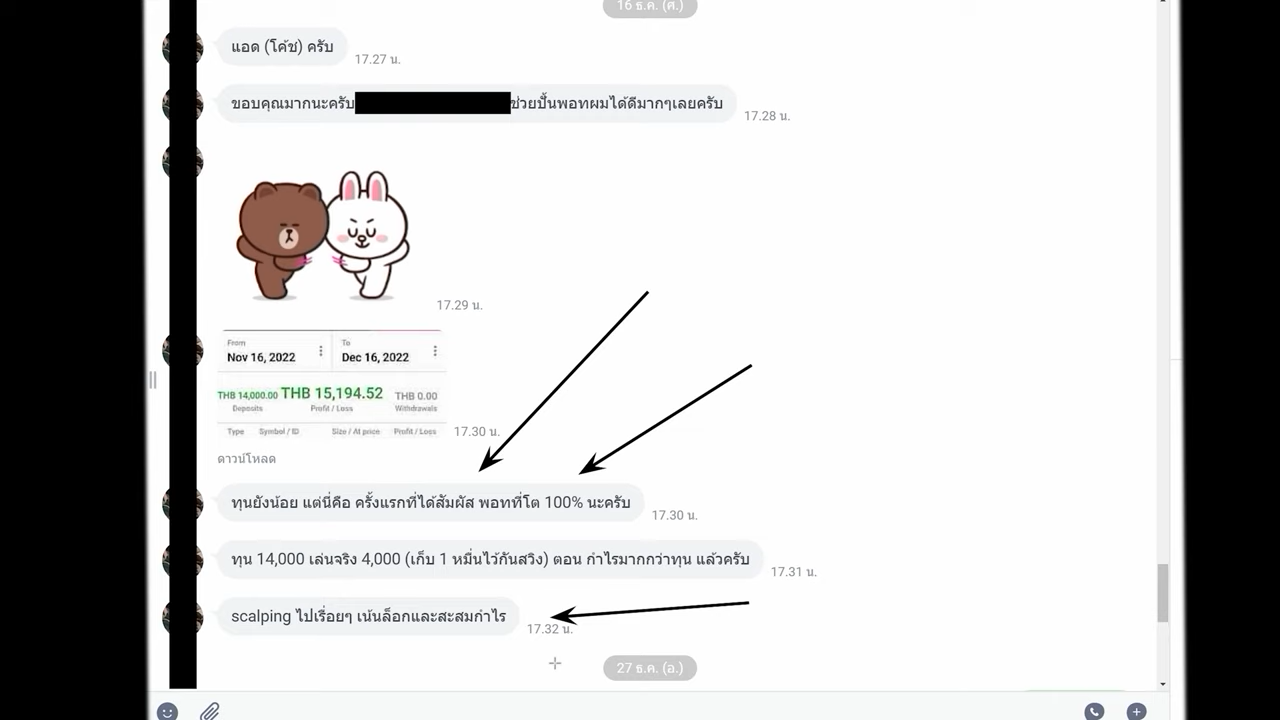 16 ธ.ค. (ศ.)
แอด (โค้ช) ครับ
17.27 น.
ขอบคุณมากนะครับ ช่วยปั้นพอทผมได้ดีมากๆเลยครับ
17.28 น.
17.29 น.
From
To
Nov 16, 2022
Dec 16, 2022
THB 14,000.00 THB 15,194.52 THB 0.00
Deposits Profit / Loss Withdrawals
Type Symbol / ID Size / At price Profit / Loss
17.30 น.
ดาวน์โหลด
ทุนยังน้อย แต่นี่คือ ครั้งแรกที่ได้สัมผัส พอทที่โต 100% นะครับ
17.30 น.
ทุน 14,000 เล่นจริง 4,000 (เก็บ 1 หมื่นไว้กันสวิง) ตอน กำไรมากกว่าทุน แล้วครับ
17.31 น.
scalping ไปเรื่อยๆ เน้นล็อกและสะสมกำไร
17.32 น.
27 ธ.ค. (อ.)